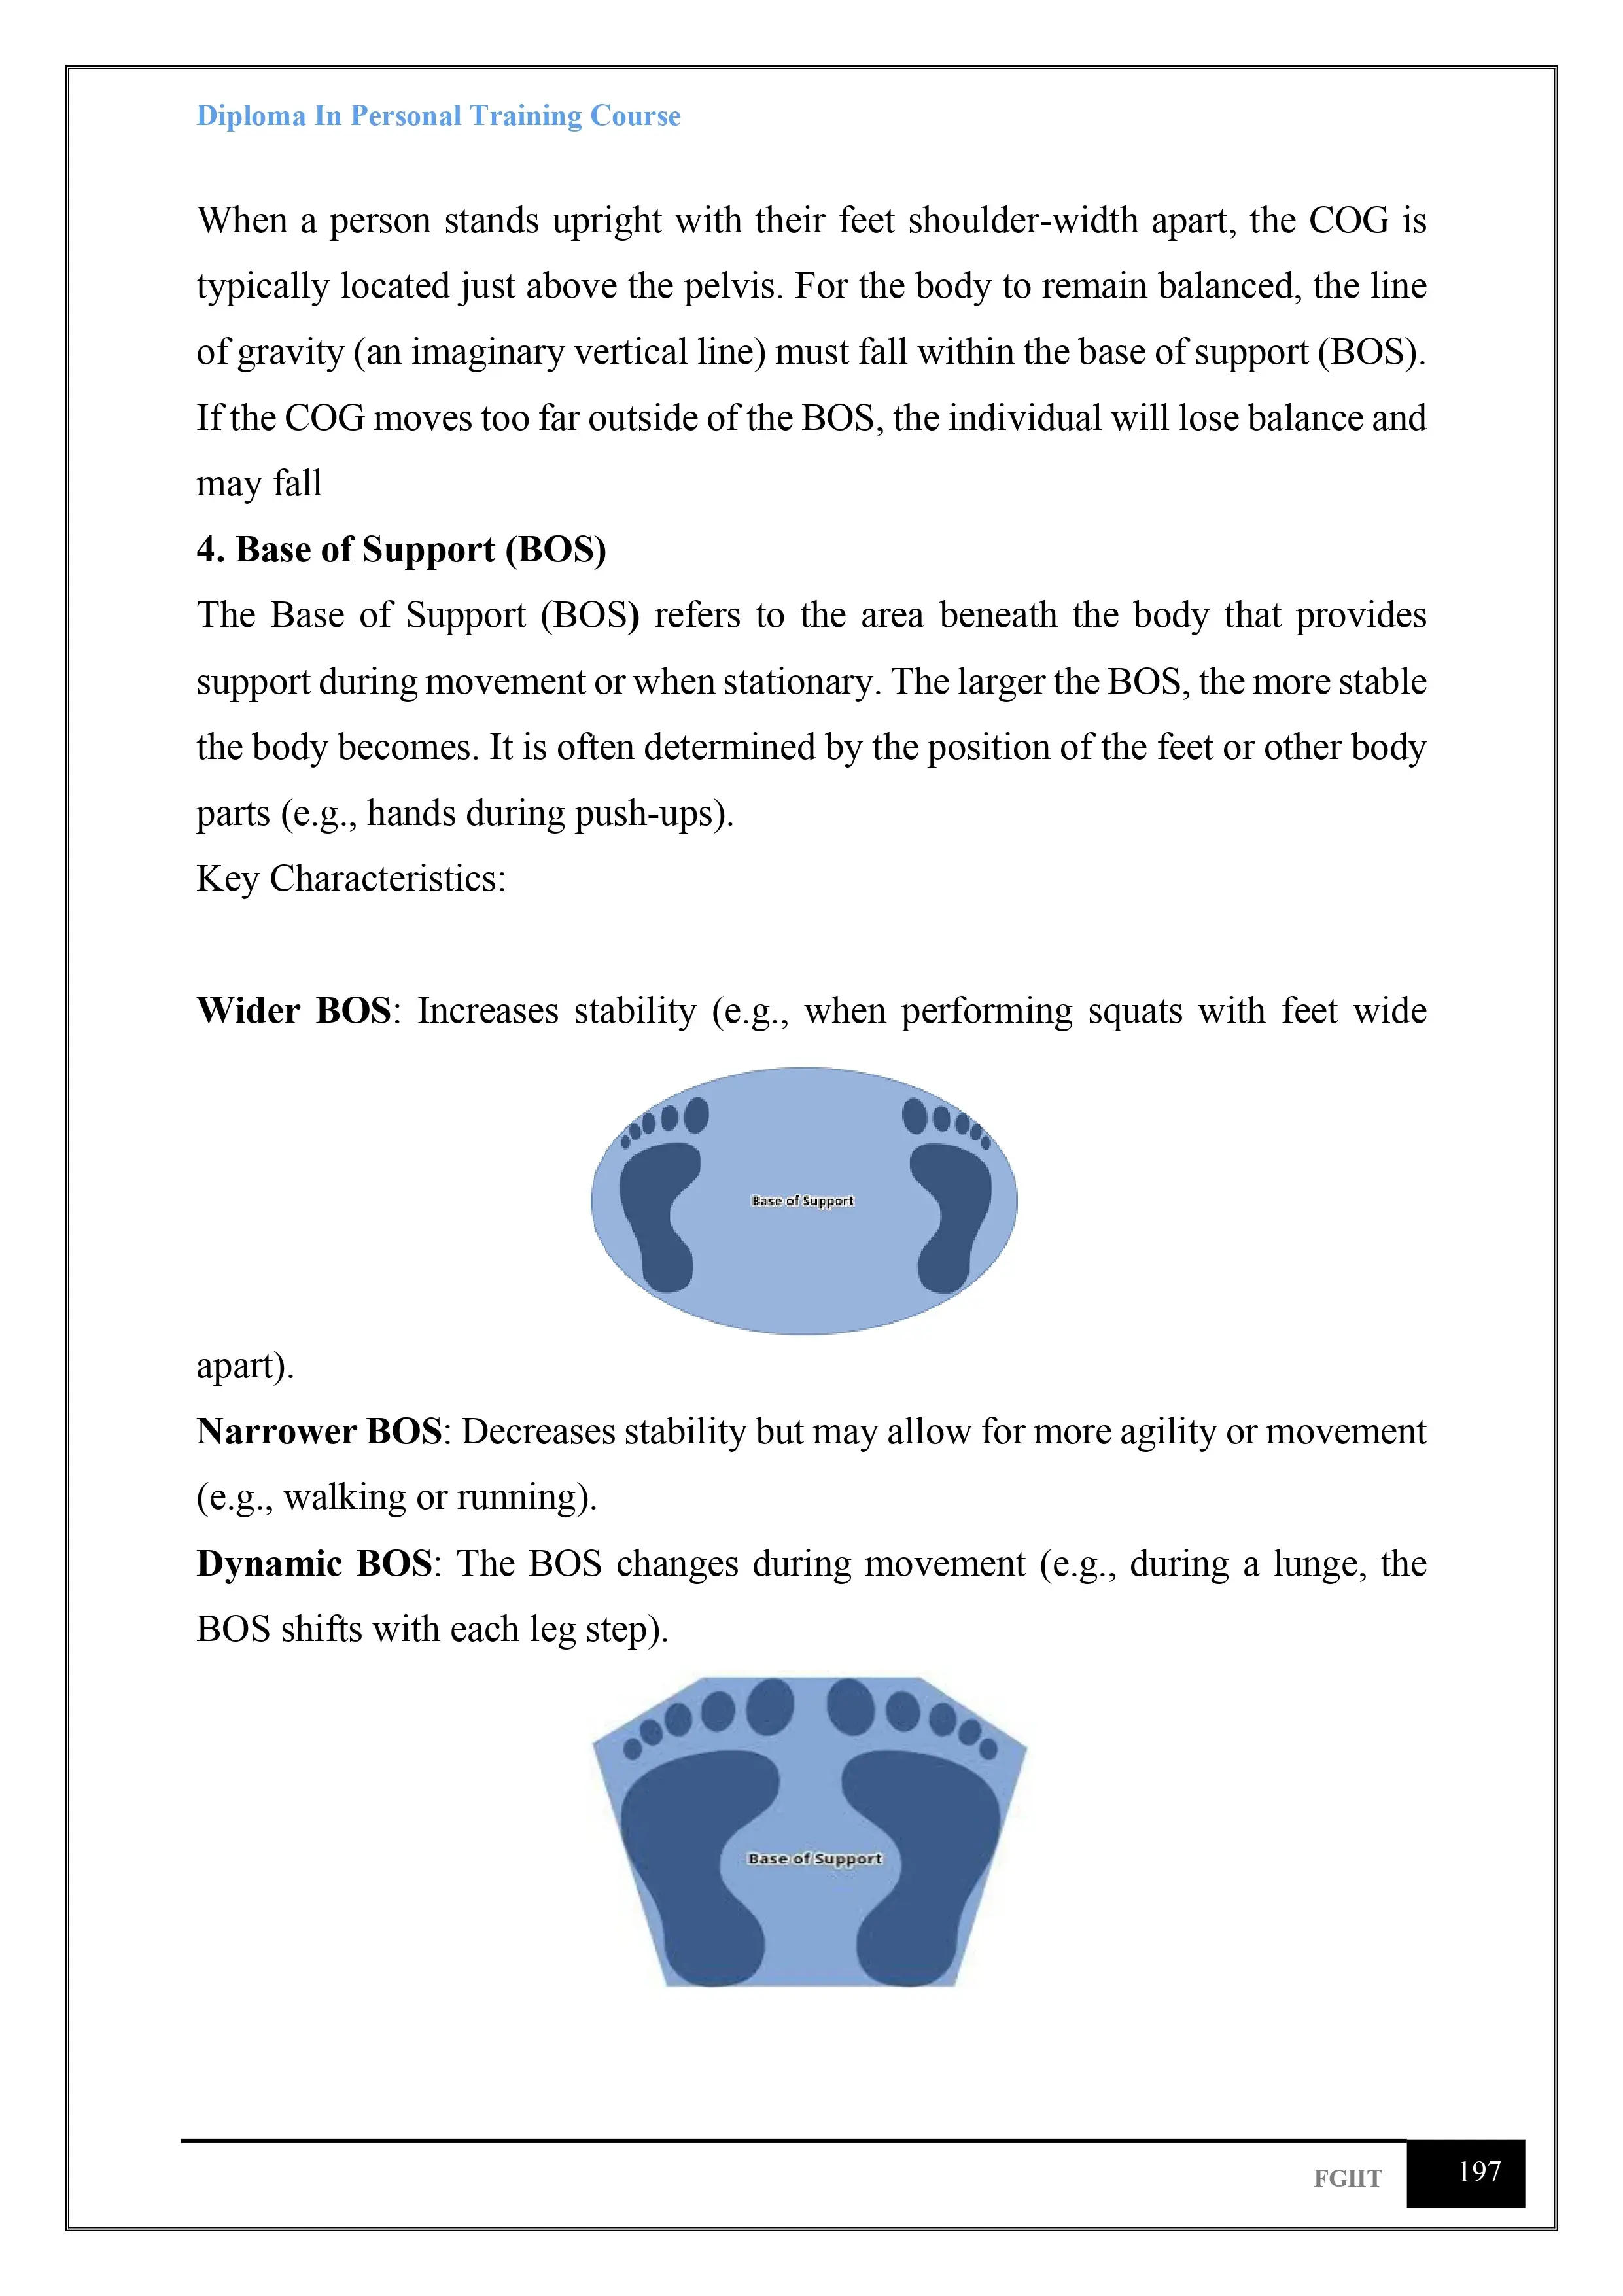 Diploma In Personal Training Course
When a person stands upright with their feet shoulder-width apart, the COG is
typically located just above the pelvis. For the body to remain balanced, the line
of gravity (an imaginary vertical line) must fall within the base of support (BOS).
If the COG moves too far outside of the BOS, the individual will lose balance and
may fall
4. Base of Support (BOS)
The Base of Support (BOS) refers to the area beneath the body that provides
support during movement or when stationary. The larger the BOS, the more stable
the body becomes. It is often determined by the position of the feet or other body
parts (e.g., hands during push-ups).
Key Characteristics:
Wider BOS: Increases stability (e.g., when performing squats with feet wide
Base of Support
apart).
Narrower BOS: Decreases stability but may allow for more agility or movement
(e.g., walking or running).
Dynamic BOS: The BOS changes during movement (e.g., during a lunge, the
BOS shifts with each leg step).
Base of Support
FGIIT
197